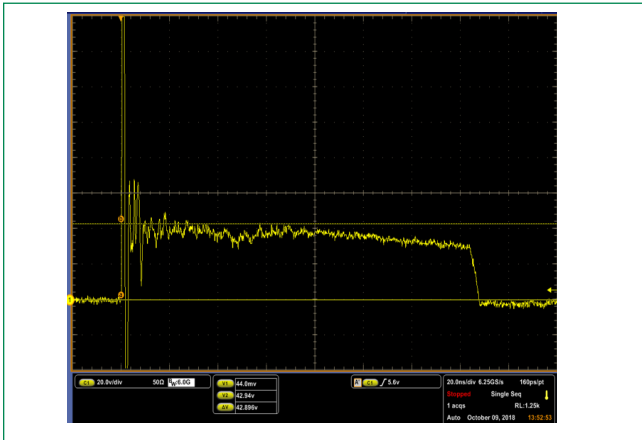 1
C1 20.0v/div 50Ω BW:6.0G
V1 44.0mv
V2 42.94v
ΔV 42.896v
A' C1 5.6v
20.0ns/div 6.25GS/s 160ps/pt
Stopped Single Seq
1 acqs RL:1.25k
Auto October 09, 2018 13:52:53